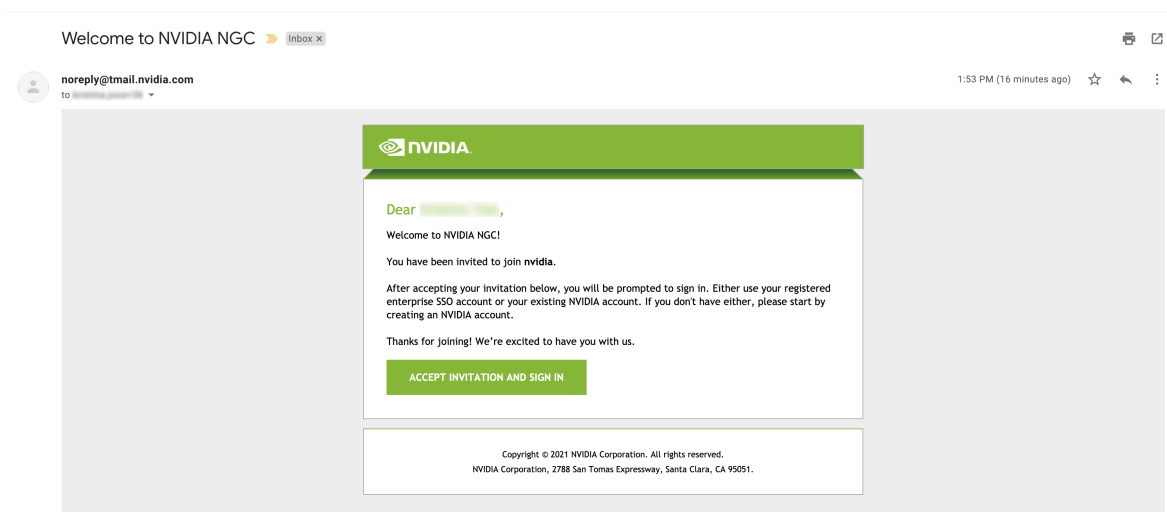 Welcome to NVIDIA NGC
Inbox ×
noreply@tmail.nvidia.com
1:53 PM (16 minutes ago)
to
NVIDIA.
Dear ,
Welcome to NVIDIA NGC!
You have been invited to join nvidia.
After accepting your invitation below, you will be prompted to sign in. Either use your registered
enterprise SSO account or your existing NVIDIA account. If you don't have either, please start by
creating an NVIDIA account.
Thanks for joining! We're excited to have you with us.
ACCEPT INVITATION AND SIGN IN
Copyright © 2021 NVIDIA Corporation. All rights reserved.
NVIDIA Corporation, 2788 San Tomas Expressway, Santa Clara, CA 95051.